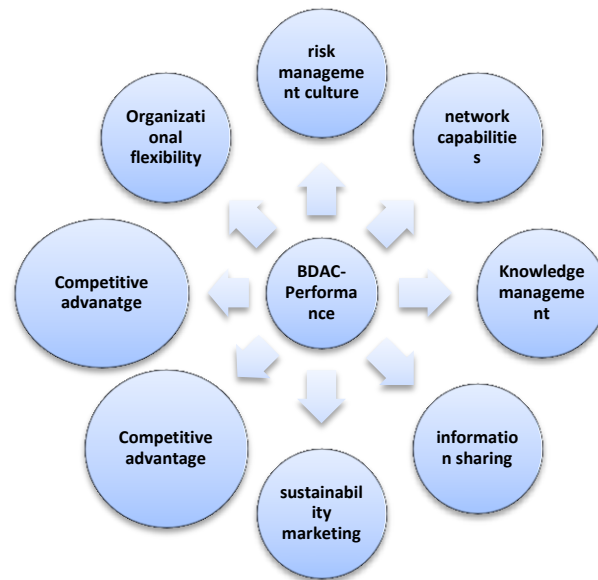 risk
manageme
nt culture
network
capabilitie
s
Knowledge
manageme
nt
informatio
n sharing
sustainabil
ity
marketing
Competitive
advantage
Competitive
advanatge
Organizati
onal
flexibility
BDAC-
Performa
nce